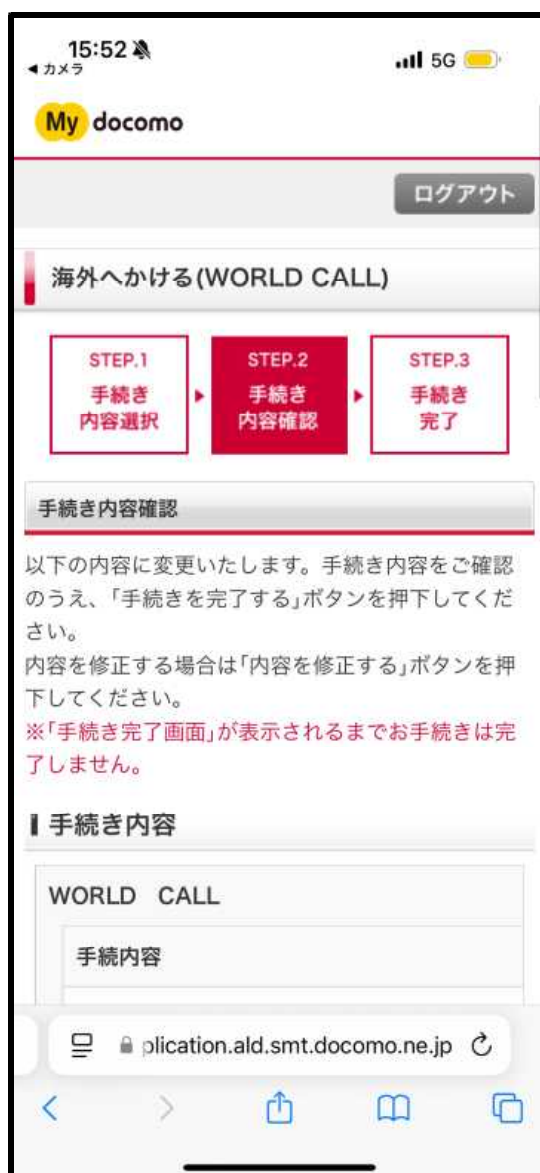 15:52
◀ カメラ
5G
My docomo
ログアウト
海外へかける(WORLD CALL)
STEP.1
手続き
内容選択
STEP.2
手続き
内容確認
STEP.3
手続き
完了
手続き内容確認
以下の内容に変更いたします。手続き内容をご確認
のうえ、「手続きを完了する」ボタンを押下してくだ
さい。
内容を修正する場合は「内容を修正する」ボタンを押
下してください。
※「手続き完了画面」が表示されるまでお手続きは完
了しません。
手続き内容
WORLD CALL
手続内容
plication.ald.smt.docomo.ne.jp